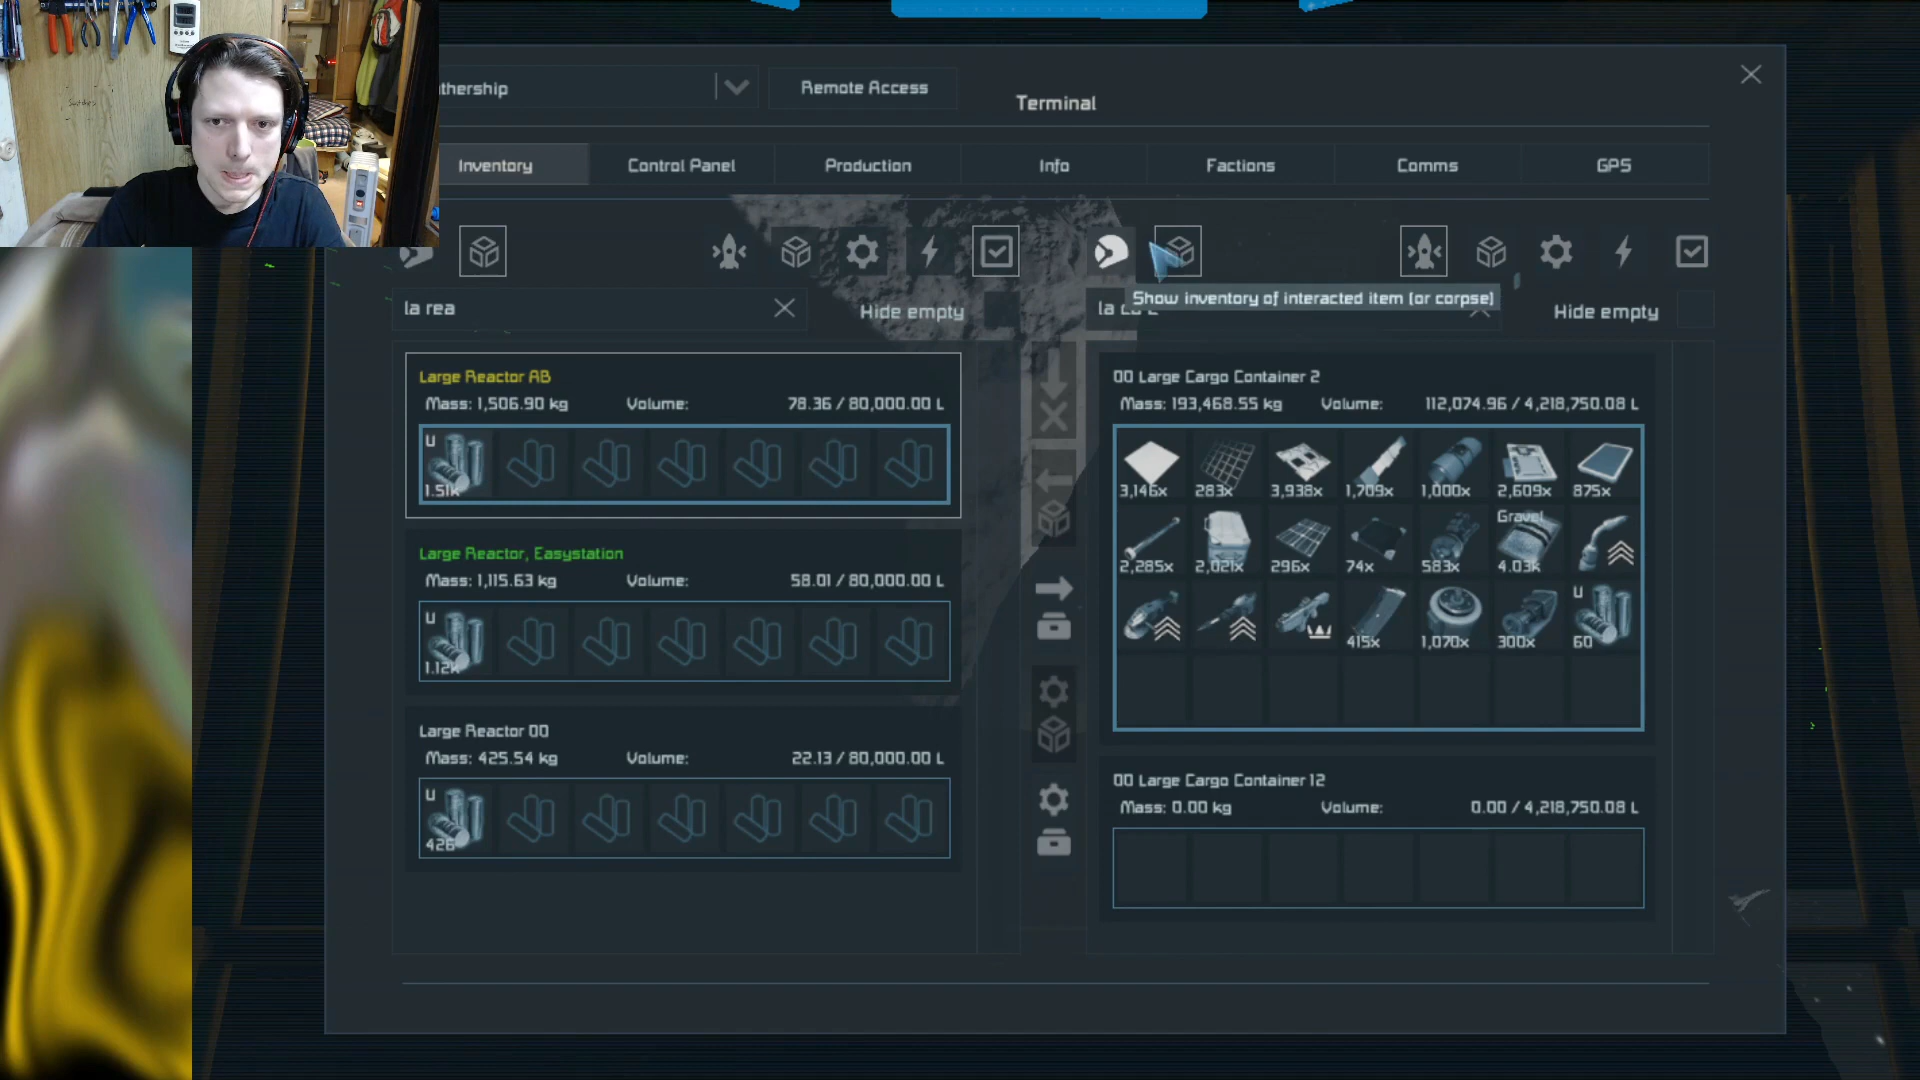 thership
Remote Access
Terminal
Inventory
Control Panel
Production
Info
Factions
Comms
GPS
la rea
Hide empty
Show inventory of interacted item (or corpse)
Hide empty
Large Reactor AB
Mass: 1,506.90 kg
Volume:
78.36 / 80,000.00 L
U
1.51k
Large Reactor, Easystation
Mass: 1,115.63 kg
Volume:
58.01 / 80,000.00 L
U
1.12k
Large Reactor 00
Mass: 425.54 kg
Volume:
22.13 / 80,000.00 L
U
426
00 Large Cargo Container 2
Mass: 193,468.55 kg
Volume:
112,074.96 / 4,218,750.08 L
3,146x
283x
3,938x
1,709x
1,000x
2,609x
875x
Gravel
2,285x
2,021x
296x
74x
583x
4.03k
U
415x
1,070x
300x
60
00 Large Cargo Container 12
Mass: 0.00 kg
Volume:
0.00 / 4,218,750.08 L